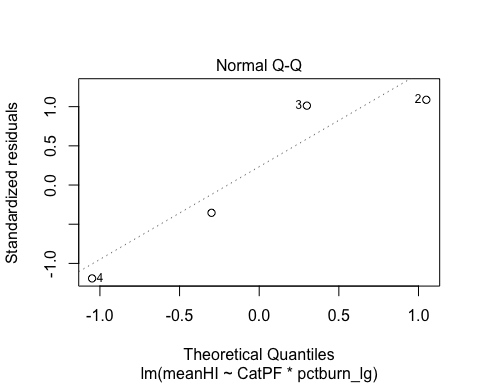 Normal Q-Q
Standardized residuals
1.0
0.5
0.0
-1.0
3
2
4
-1.0 -0.5 0.0 0.5 1.0
Theoretical Quantiles
lm(meanHI ~ CatPF * pctburn_lg)